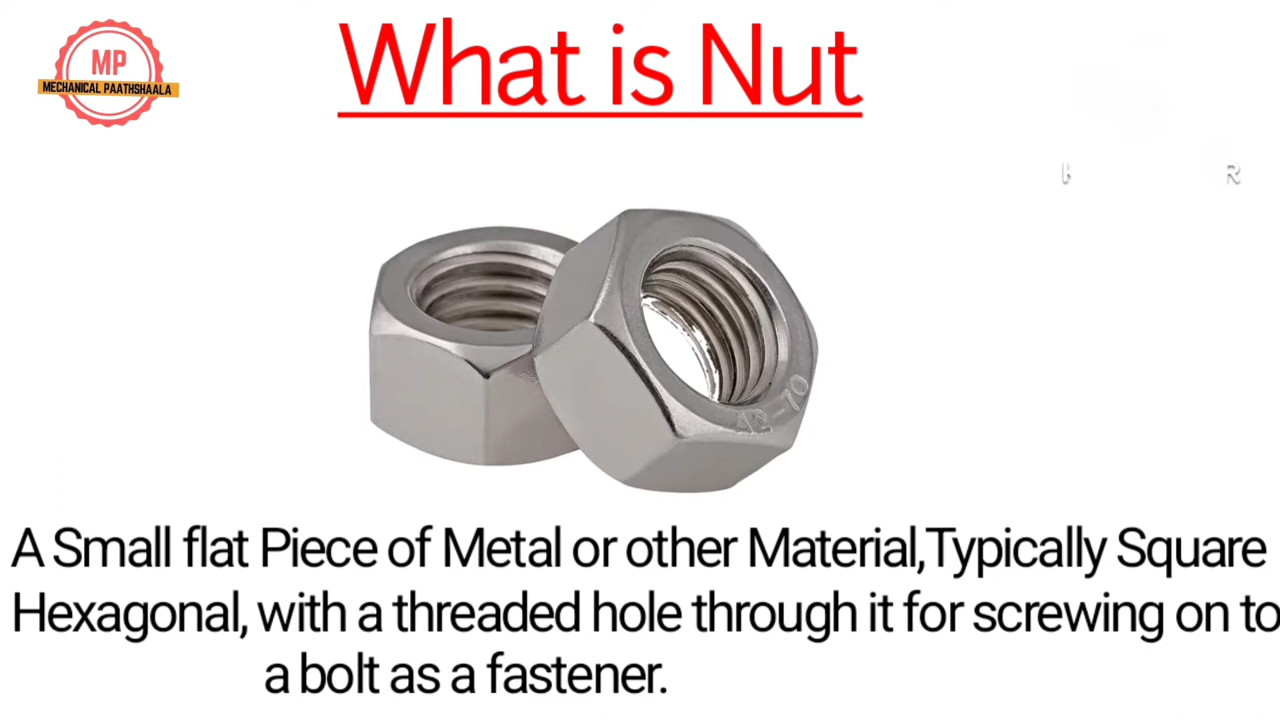 What is Nut
MP
MECHANICAL PAATHSHAALA
R
A2-70
A Small flat Piece of Metal or other Material,Typically Square
Hexagonal, with a threaded hole through it for screwing on to
a bolt as a fastener.